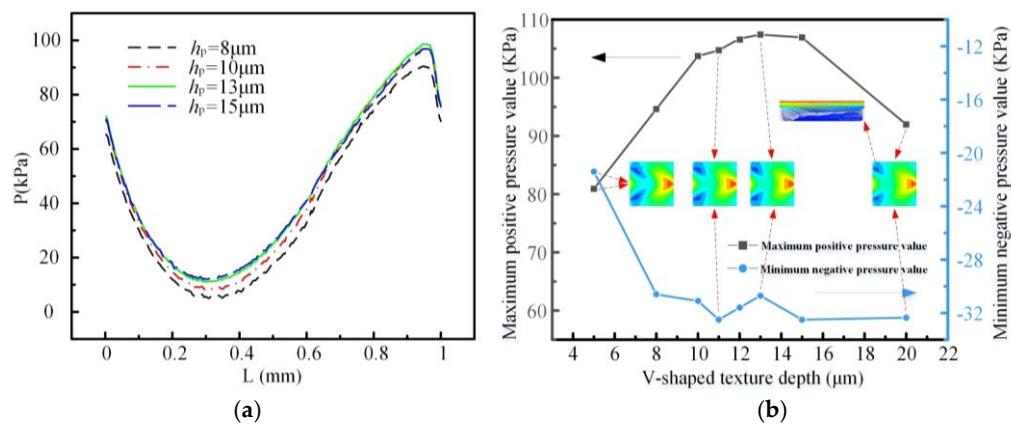 (a)
P(kPa)
100
80
60
40
20
0
hp=8μm
hp=10μm
hp=13μm
hp=15μm
0 0.2 0.4 0.6 0.8 1
L (mm)
(a)
(b)
Maximum positive pressure value (KPa)
110
100
90
80
70
60
Maximum positive pressure value
Minimum negative pressure value
-12
-16
-20
-24
-28
-32
Minimum negative pressure value (KPa)
4 6 8 10 12 14 16 18 20 22
V-shaped texture depth (μm)
(b)